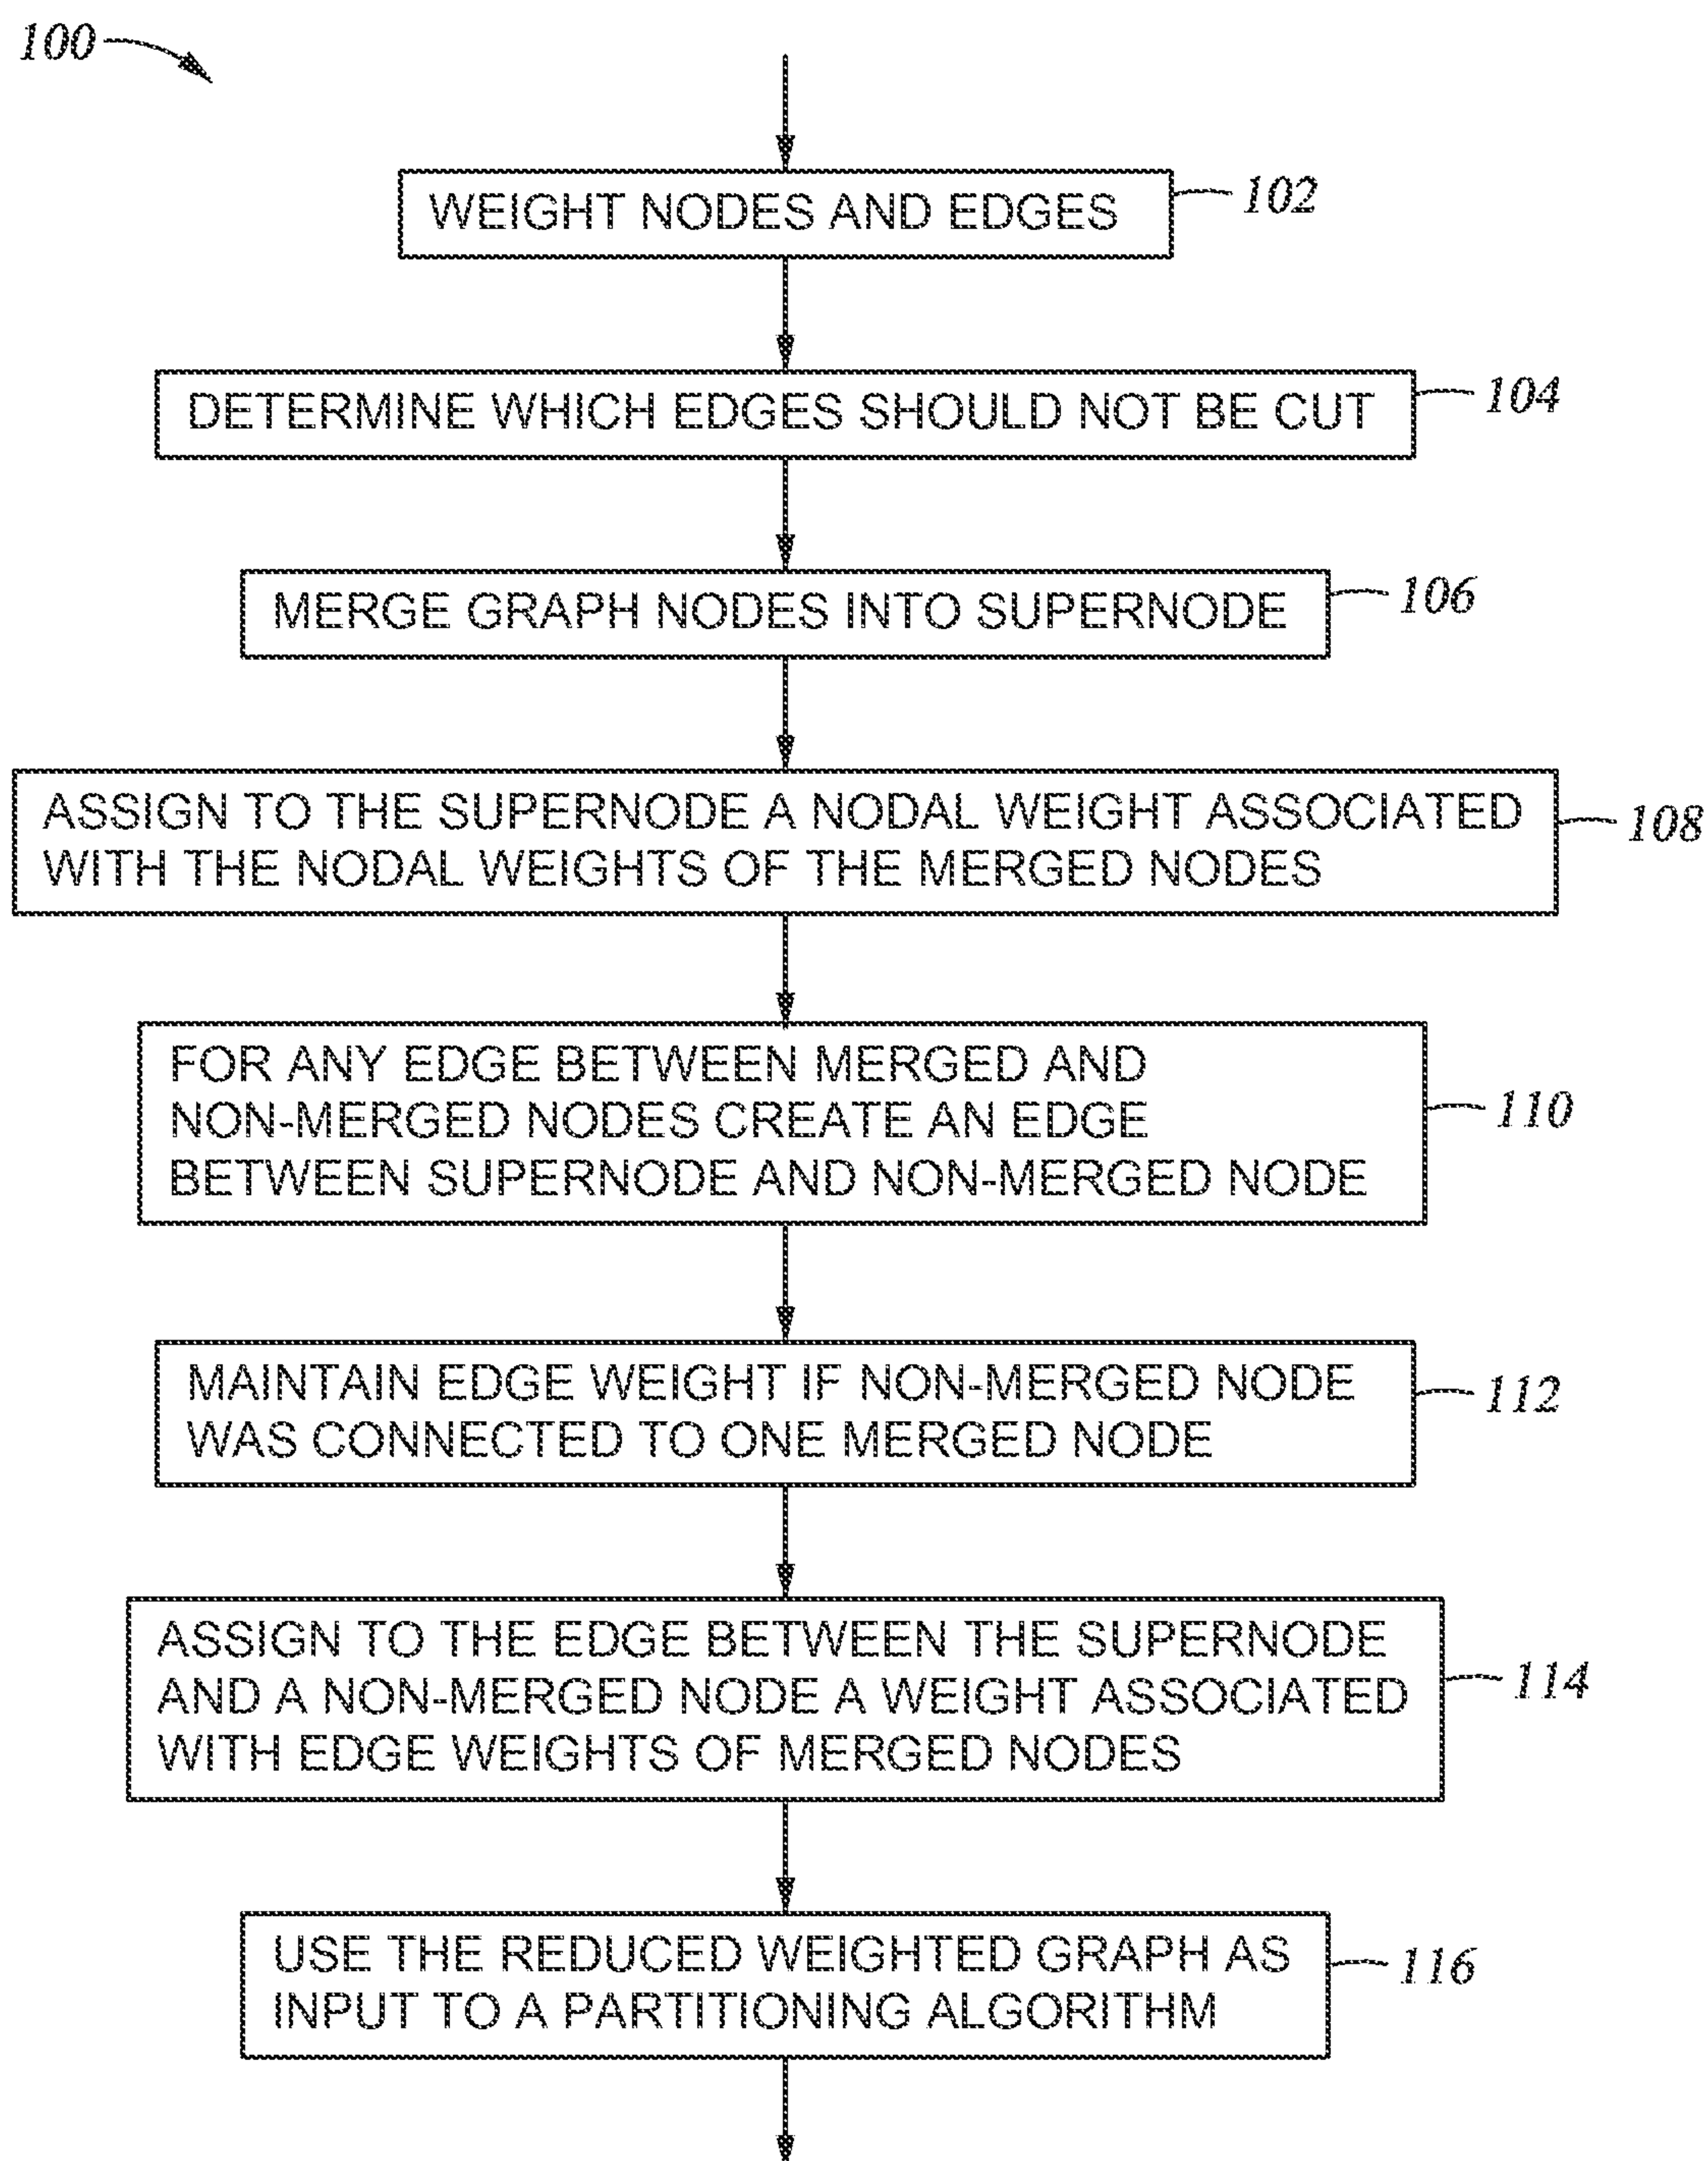 100
WEIGHT NODES AND EDGES
102
DETERMINE WHICH EDGES SHOULD NOT BE CUT
104
MERGE GRAPH NODES INTO SUPERNODE
106
ASSIGN TO THE SUPERNODE A NODAL WEIGHT ASSOCIATED
WITH THE NODAL WEIGHTS OF THE MERGED NODES
108
FOR ANY EDGE BETWEEN MERGED AND
NON-MERGED NODES CREATE AN EDGE
BETWEEN SUPERNODE AND NON-MERGED NODE
110
MAINTAIN EDGE WEIGHT IF NON-MERGED NODE
WAS CONNECTED TO ONE MERGED NODE
112
ASSIGN TO THE EDGE BETWEEN THE SUPERNODE
AND A NON-MERGED NODE A WEIGHT ASSOCIATED
WITH EDGE WEIGHTS OF MERGED NODES
114
USE THE REDUCED WEIGHTED GRAPH AS
INPUT TO A PARTITIONING ALGORITHM
116